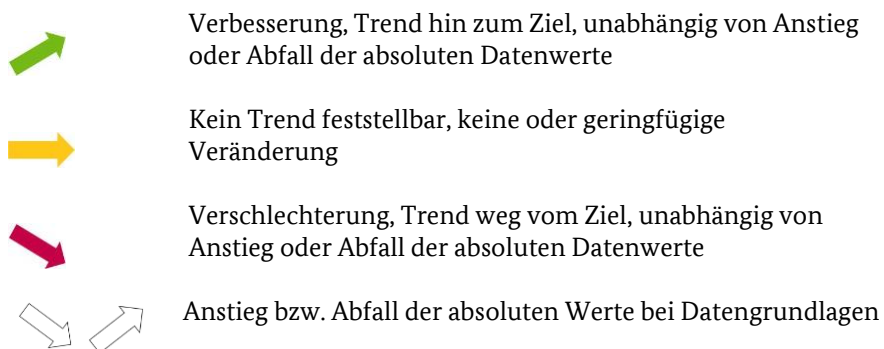 Verbesserung, Trend hin zum Ziel, unabhängig von Anstieg
oder Abfall der absoluten Datenwerte
Kein Trend feststellbar, keine oder geringfügige
Veränderung
Verschlechterung, Trend weg vom Ziel, unabhängig von
Anstieg oder Abfall der absoluten Datenwerte
Anstieg bzw. Abfall der absoluten Werte bei Datengrundlagen